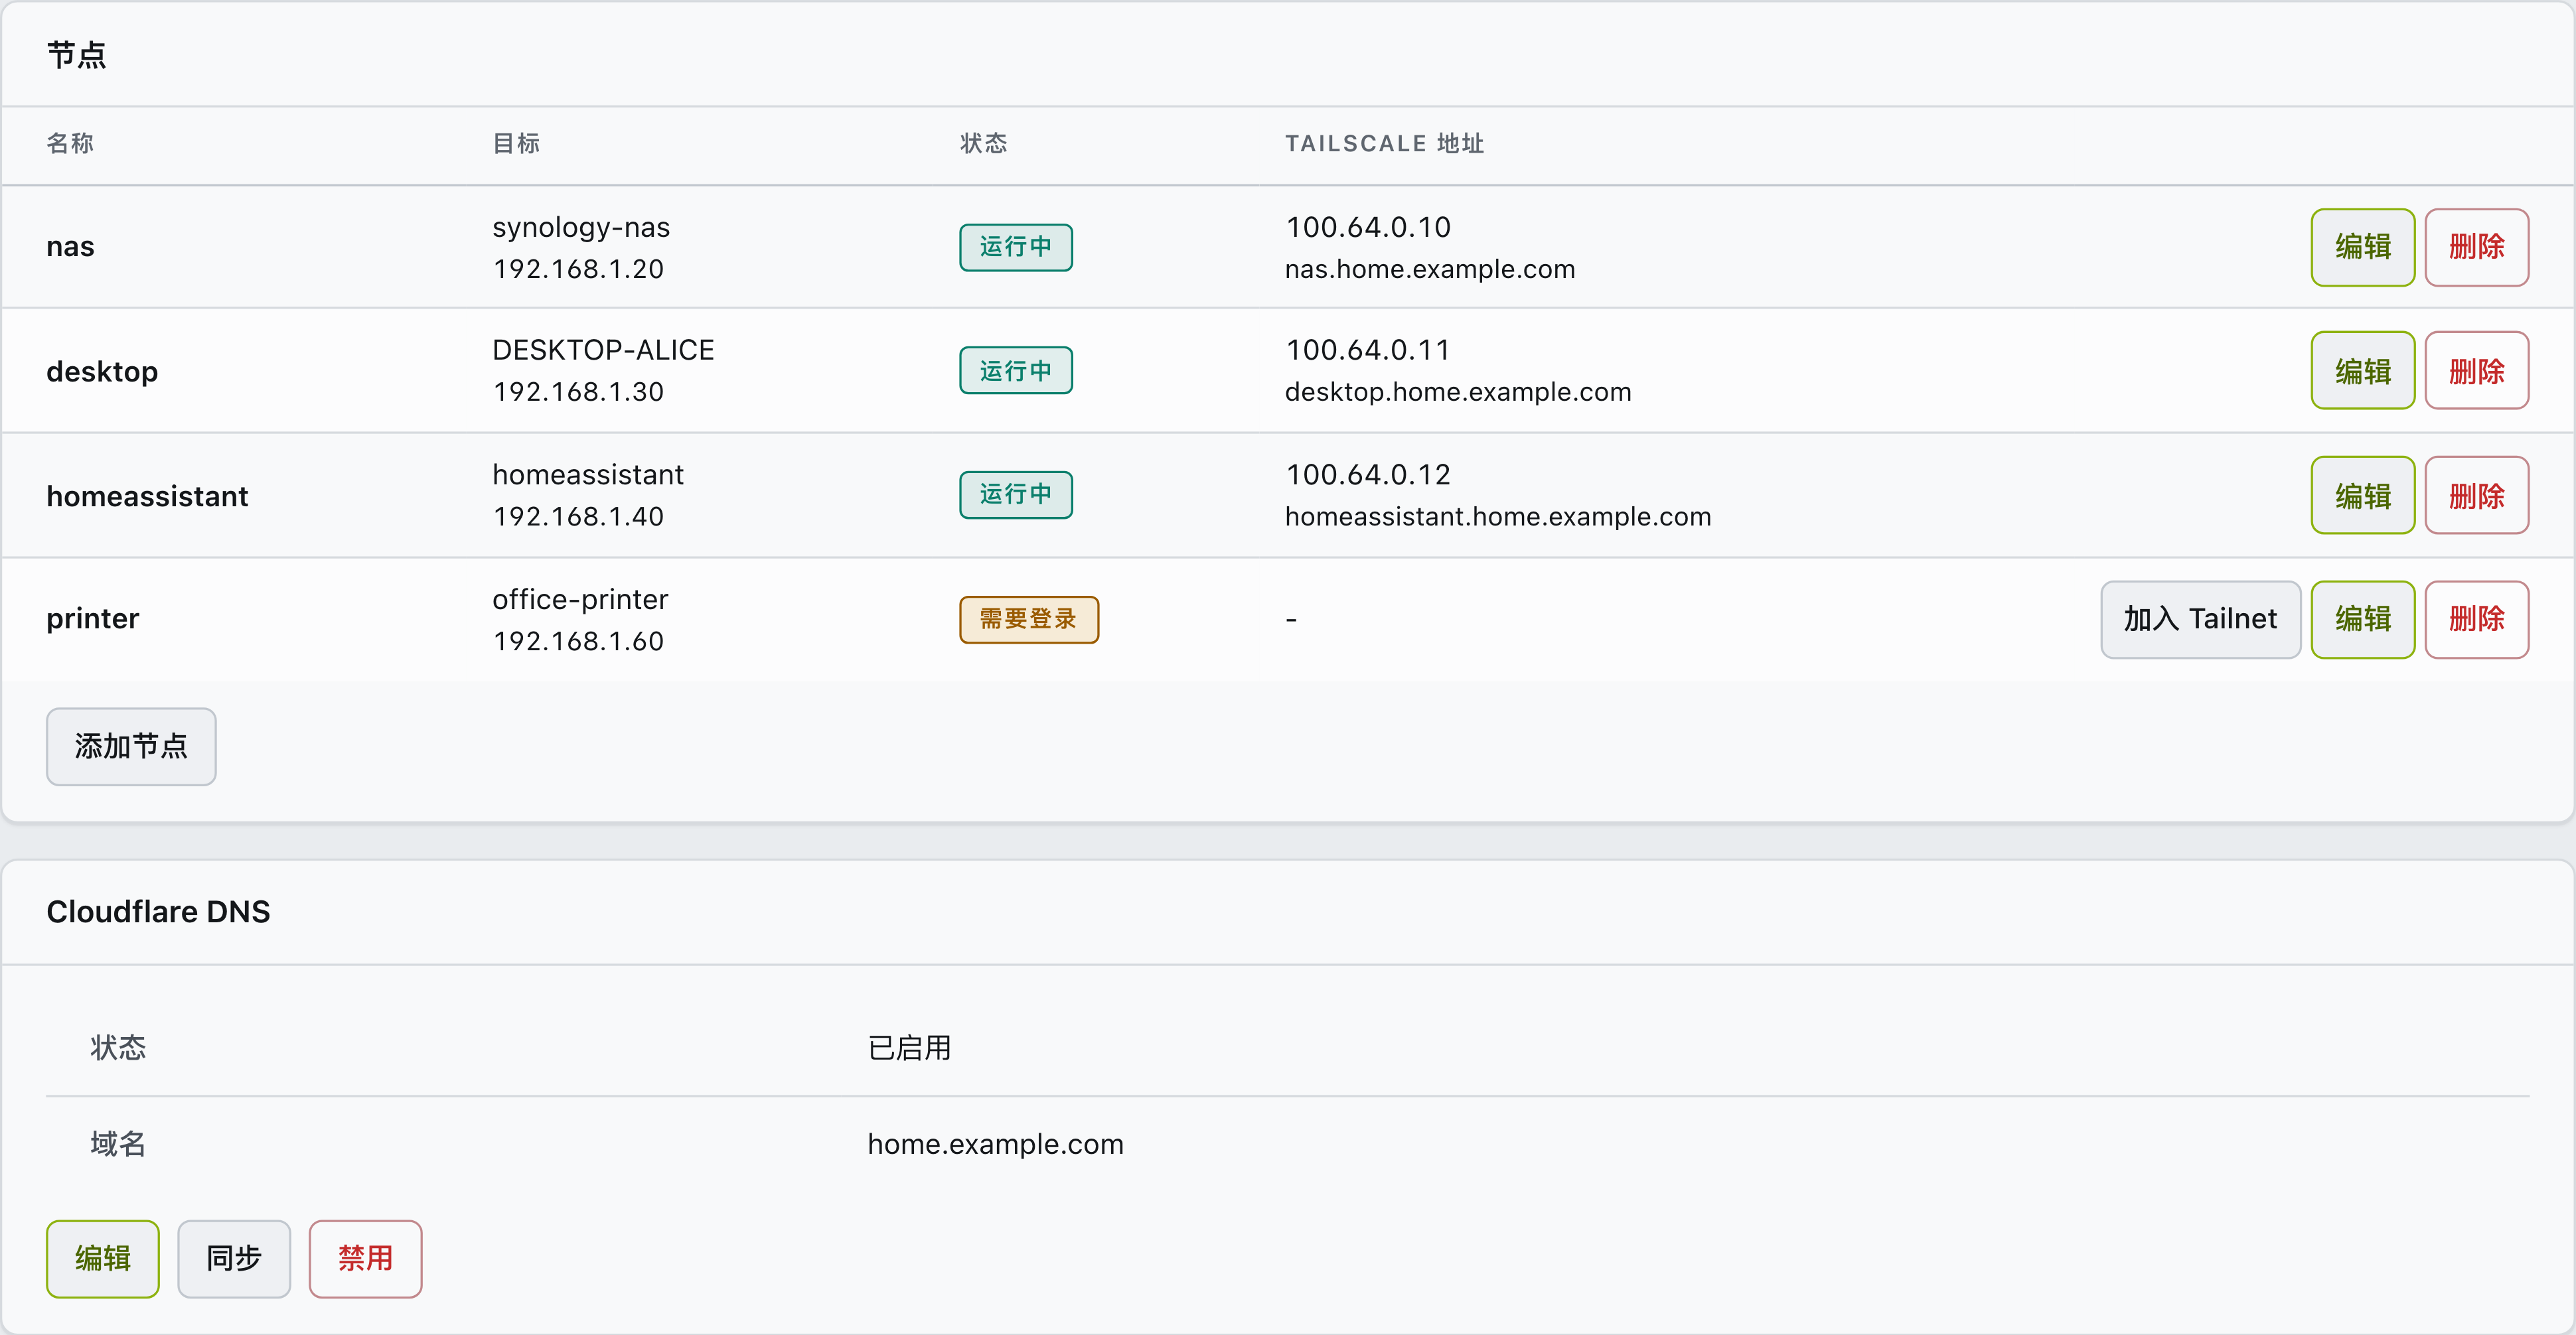 节点
名称 目标 状态 TAILSCALE 地址
nas synology-nas 192.168.1.20 运行中 100.64.0.10 nas.home.example.com 编辑 删除
desktop DESKTOP-ALICE 192.168.1.30 运行中 100.64.0.11 desktop.home.example.com 编辑 删除
homeassistant homeassistant 192.168.1.40 运行中 100.64.0.12 homeassistant.home.example.com 编辑 删除
printer office-printer 192.168.1.60 需要登录 - 加入 Tailnet 编辑 删除
添加节点
Cloudflare DNS
状态 已启用
域名 home.example.com
编辑 同步 禁用